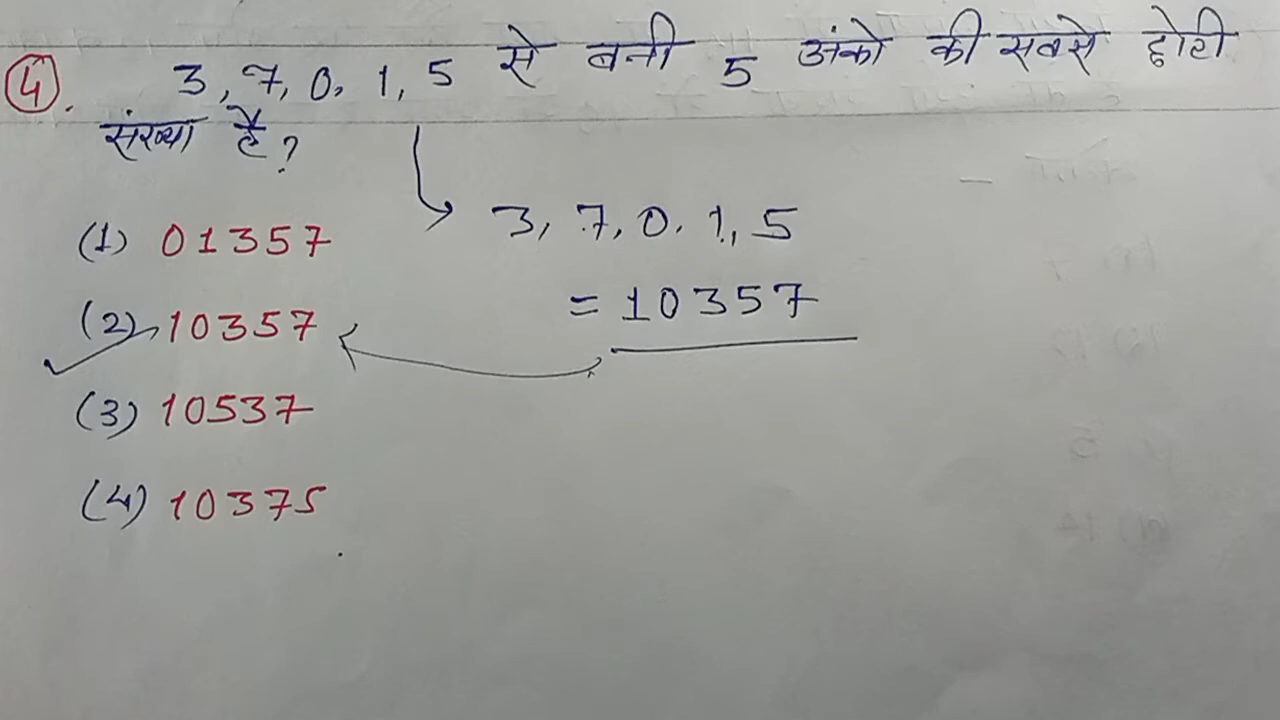 4. 3, 7, 0, 1, 5 से बनी 5 अंको की सबसे छोटी
संख्या है?
3, 7, 0, 1, 5
(1) 01357
= 10357
(2) 10357
(3) 10537
(4) 10375